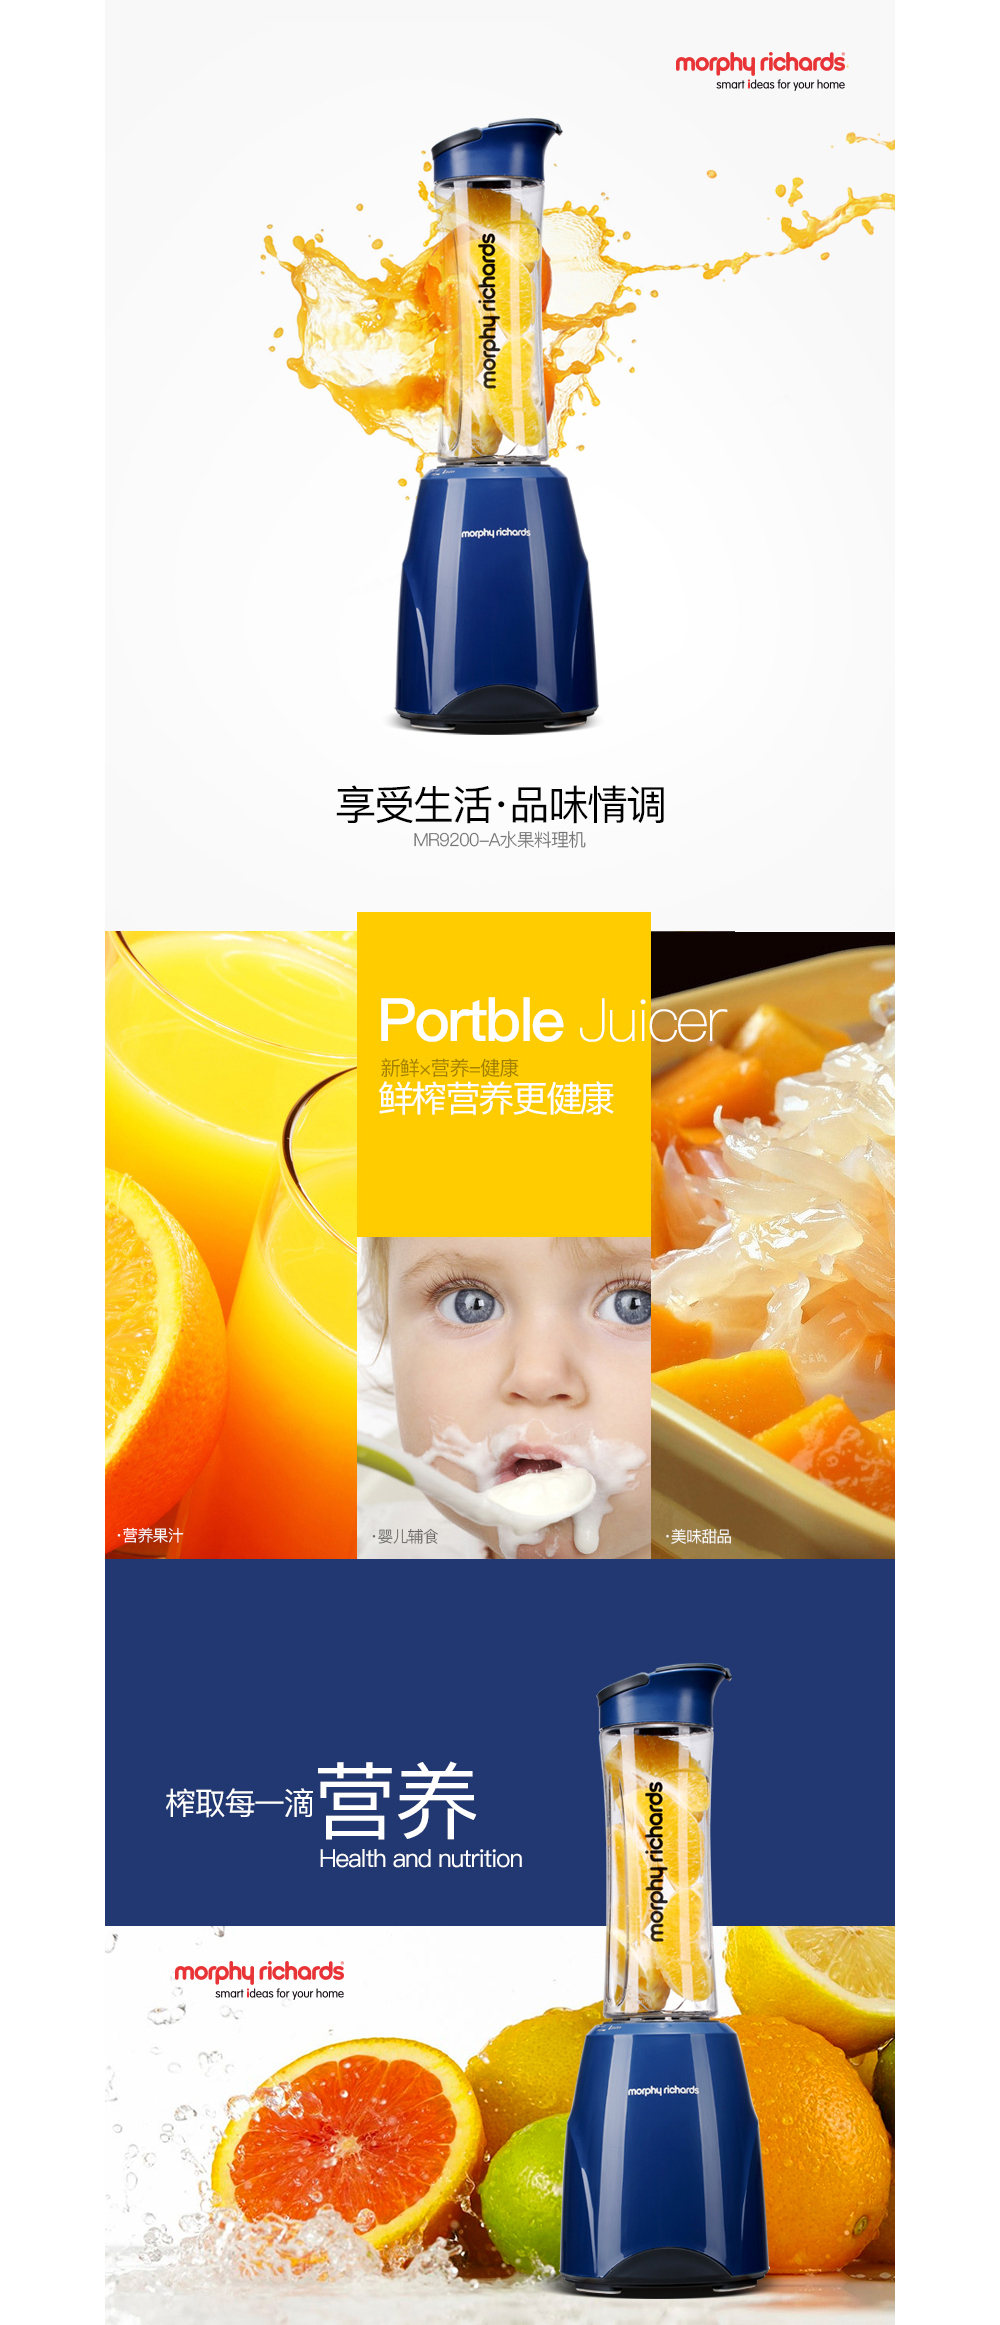 morphy richards
smart ideas for your home
morphy richards
morphy richards
享受生活·品味情调
MR9200-A水果料理机
Portble Juicer
新鲜×营养=健康
鲜榨营养更健康
·营养果汁
·婴儿辅食
·美味甜品
榨取每一滴营养
Health and nutrition
morphy richards
morphy richards
smart ideas for your home
morphy richards